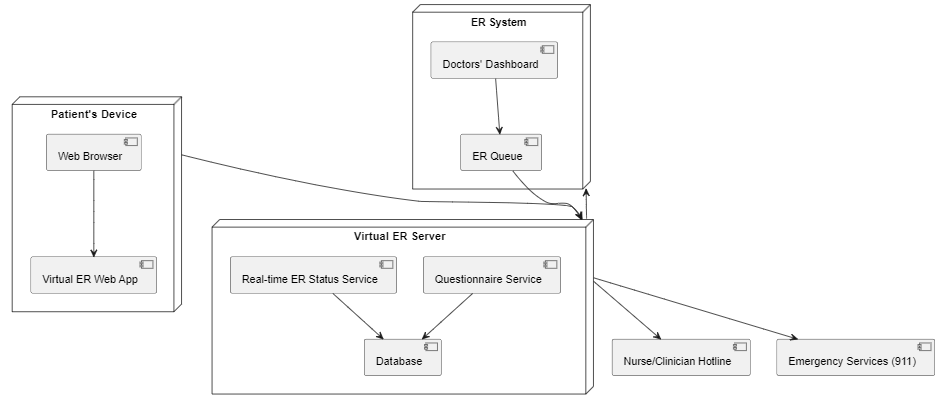 ER System
Doctors' Dashboard
ER Queue
Patient's Device
Web Browser
Virtual ER Web App
Virtual ER Server
Real-time ER Status Service
Questionnaire Service
Database
Nurse/Clinician Hotline
Emergency Services (911)